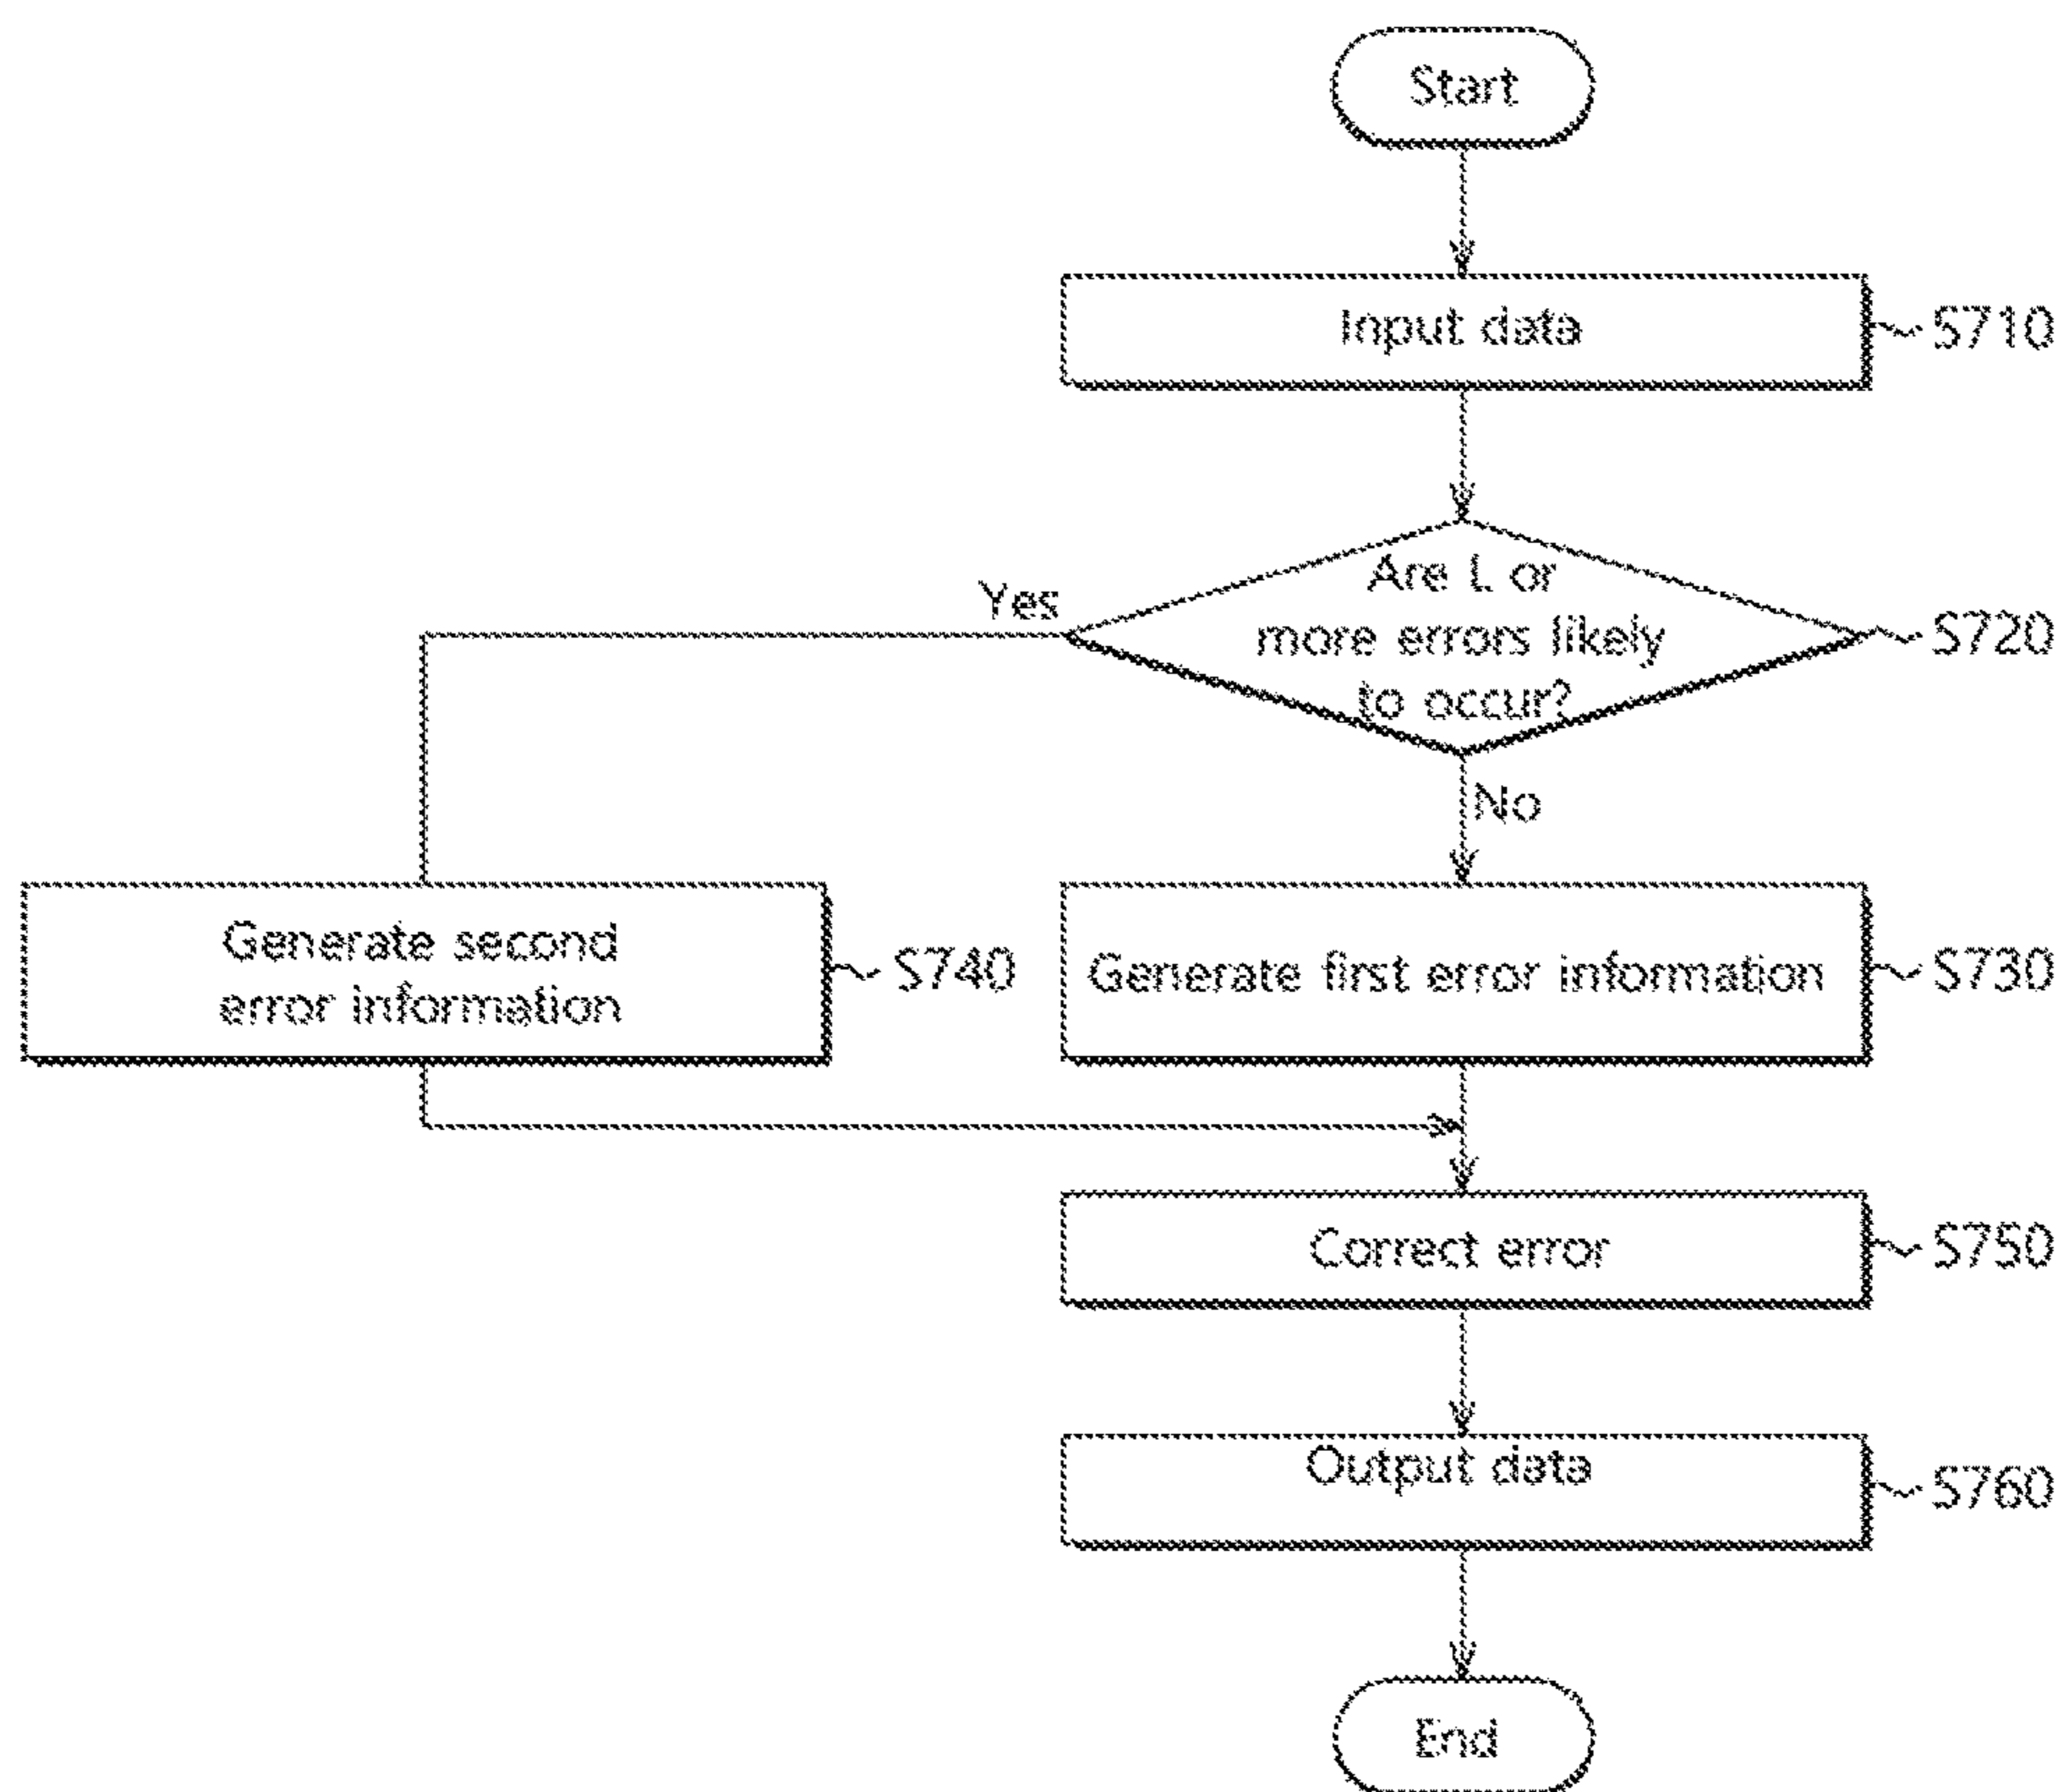 Start
Input data
S710
Are L or
more errors likely
to occur?
S720
Yes
No
Generate second
error information
S740
Generate first error information
S730
Correct error
S750
Output data
S760
End